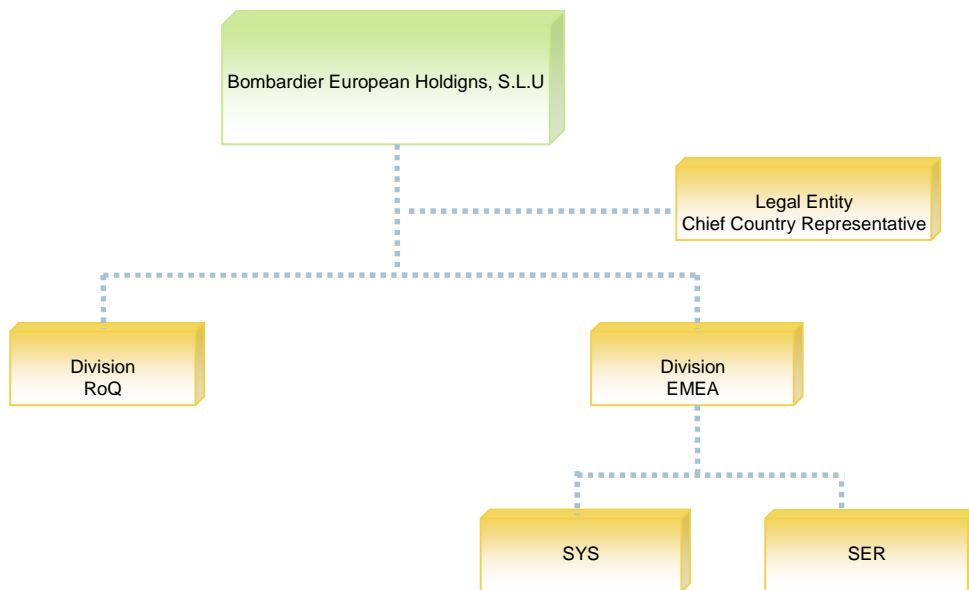 Bombardier European Holdigns, S.L.U
Legal Entity
Chief Country Representative
Division
RoQ
Division
EMEA
SYS
SER